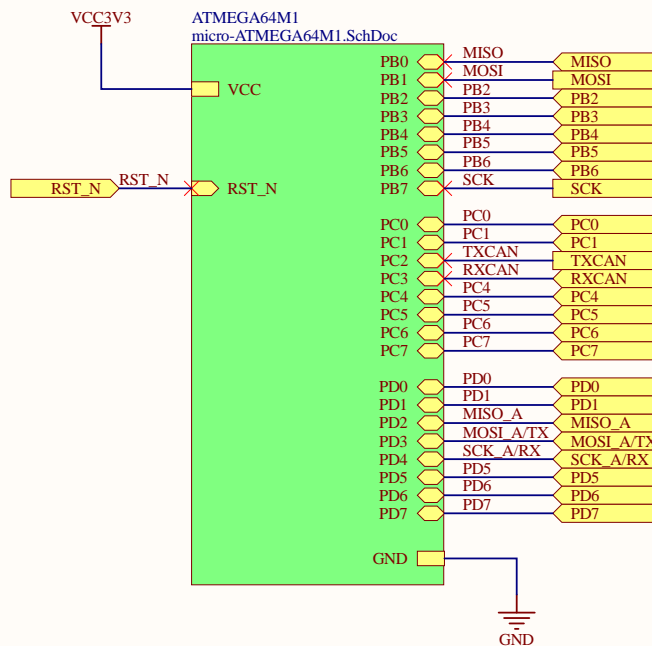 VCC3V3
ATMEGA64M1
micro-ATMEGA64M1.SchDoc
VCC
RST_N RST_N RST_N
PB0 MISO MISO
PB1 MOSI MOSI
PB2 PB2 PB2
PB3 PB3 PB3
PB4 PB4 PB4
PB5 PB5 PB5
PB6 PB6 PB6
PB7 SCK SCK
PC0 PC0 PC0
PC1 PC1 PC1
PC2 TXCAN TXCAN
PC3 RXCAN RXCAN
PC4 PC4 PC4
PC5 PC5 PC5
PC6 PC6 PC6
PC7 PC7 PC7
PD0 PD0 PD0
PD1 PD1 PD1
PD2 MISO_A MISO_A
PD3 MOSI_A/TX MOSI_A/TX
PD4 SCK_A/RX SCK_A/RX
PD5 PD5 PD5
PD6 PD6 PD6
PD7 PD7 PD7
GND
GND